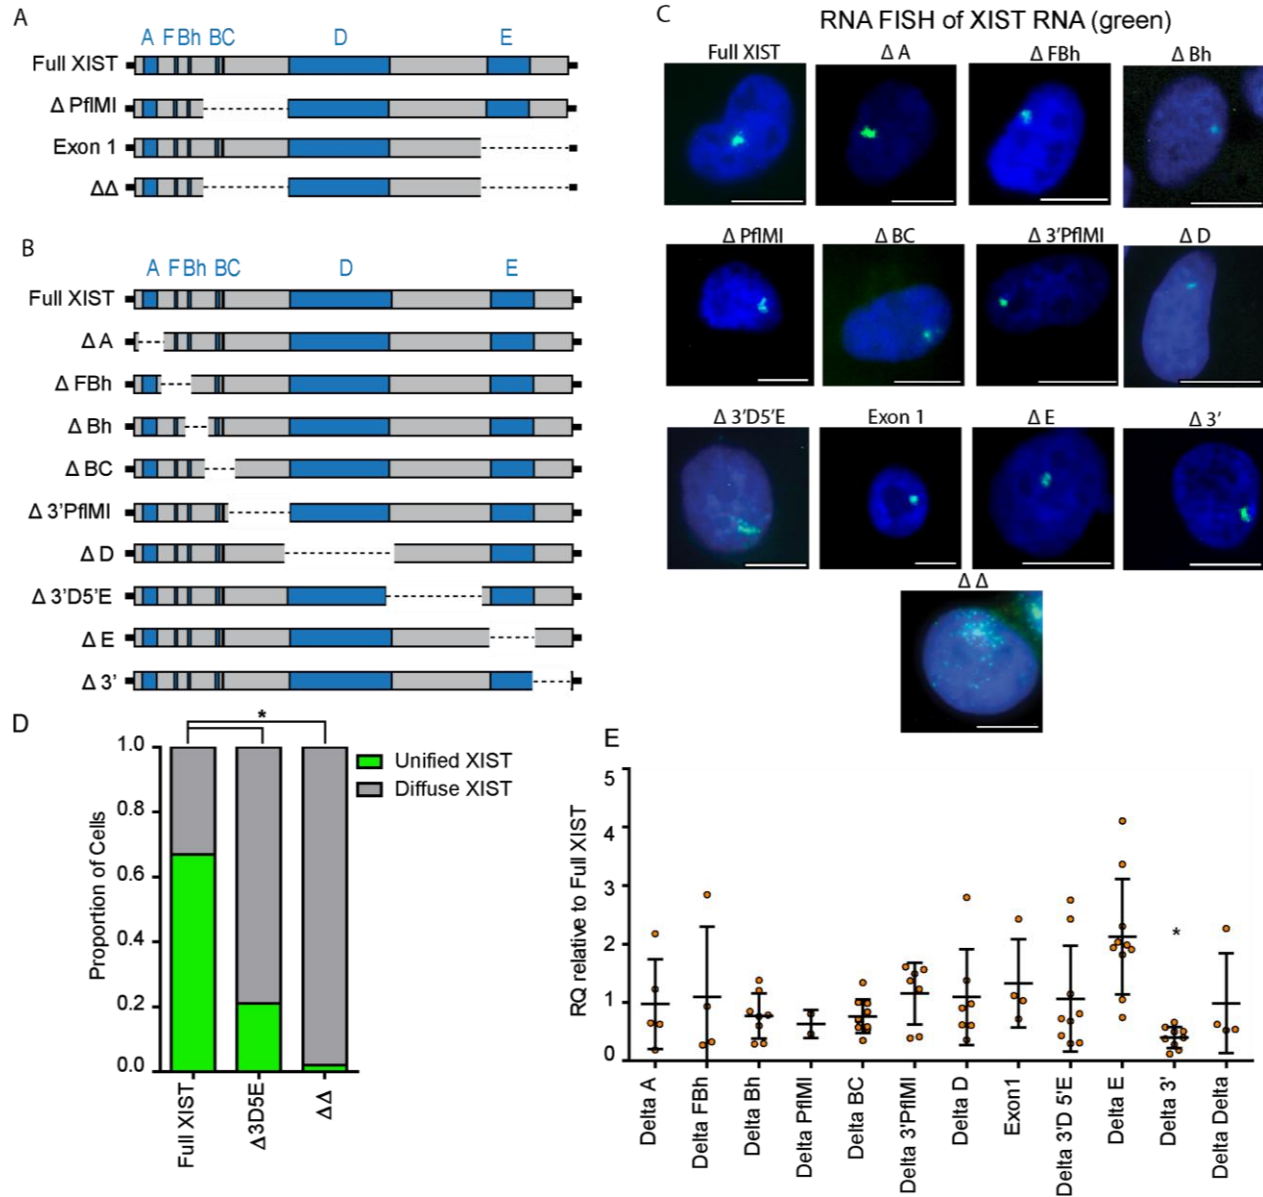 A
A F Bh BC D E
Full XIST
Δ PflMI
Exon 1
ΔΔ
B
A F Bh BC D E
Full XIST
Δ A
Δ FBh
Δ Bh
Δ BC
Δ 3'PflMI
Δ D
Δ 3'D5'E
Δ E
Δ 3'
C
RNA FISH of XIST RNA (green)
Full XIST Δ A Δ FBh Δ Bh
Δ PflMI Δ BC Δ 3'PflMI Δ D
Δ 3'D5'E Exon 1 Δ E Δ 3'
Δ Δ
D
*
Proportion of Cells
1.0
0.8
0.6
0.4
0.2
0.0
Full XIST
Δ3D5E
ΔΔ
Unified XIST
Diffuse XIST
E
RQ relative to Full XIST
5
4
3
2
1
0
*
Delta A
Delta FBh
Delta Bh
Delta PflMI
Delta BC
Delta 3'PflMI
Delta D
Exon1
Delta 3'D 5'E
Delta E
Delta 3'
Delta Delta